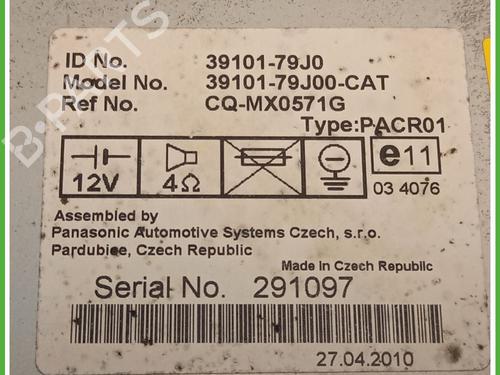 ID No. 39101-79J0
Model No. 39101-79J00-CAT
Ref No. CQ-MX0571G
Type:PACR01
12V
4Ω
e11
03 4076
Assembled by
Panasonic Automotive Systems Czech, s.r.o.
Pardubice, Czech Republic
Made in Czech Republic
Serial No. 291097
27.04.2010
B-PARTS